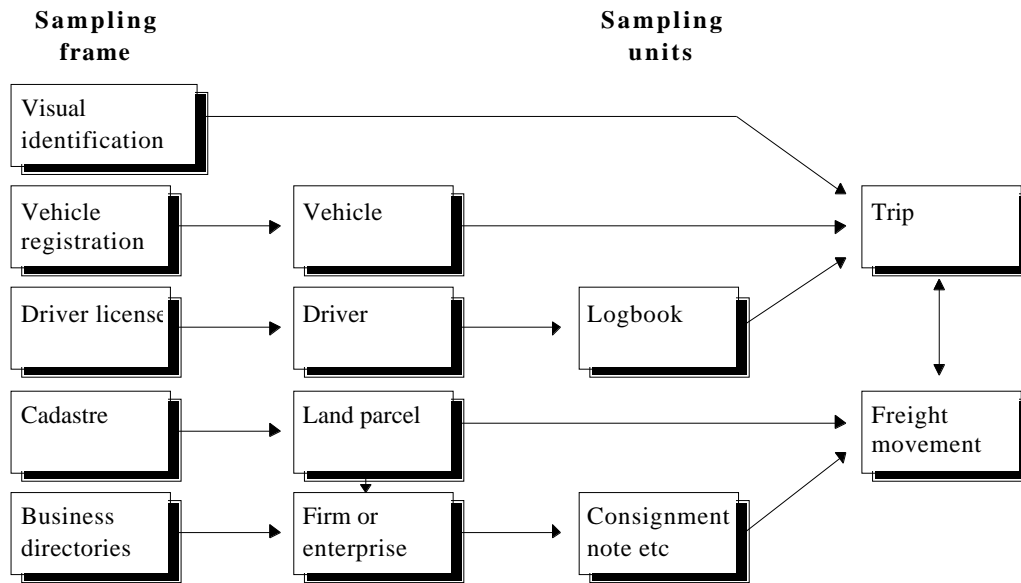 Sampling
frame
Sampling
units
Visual
identification
Vehicle
registration
Vehicle
Trip
Driver license
Driver
Logbook
Cadastre
Land parcel
Freight
movement
Business
directories
Firm or
enterprise
Consignment
note etc